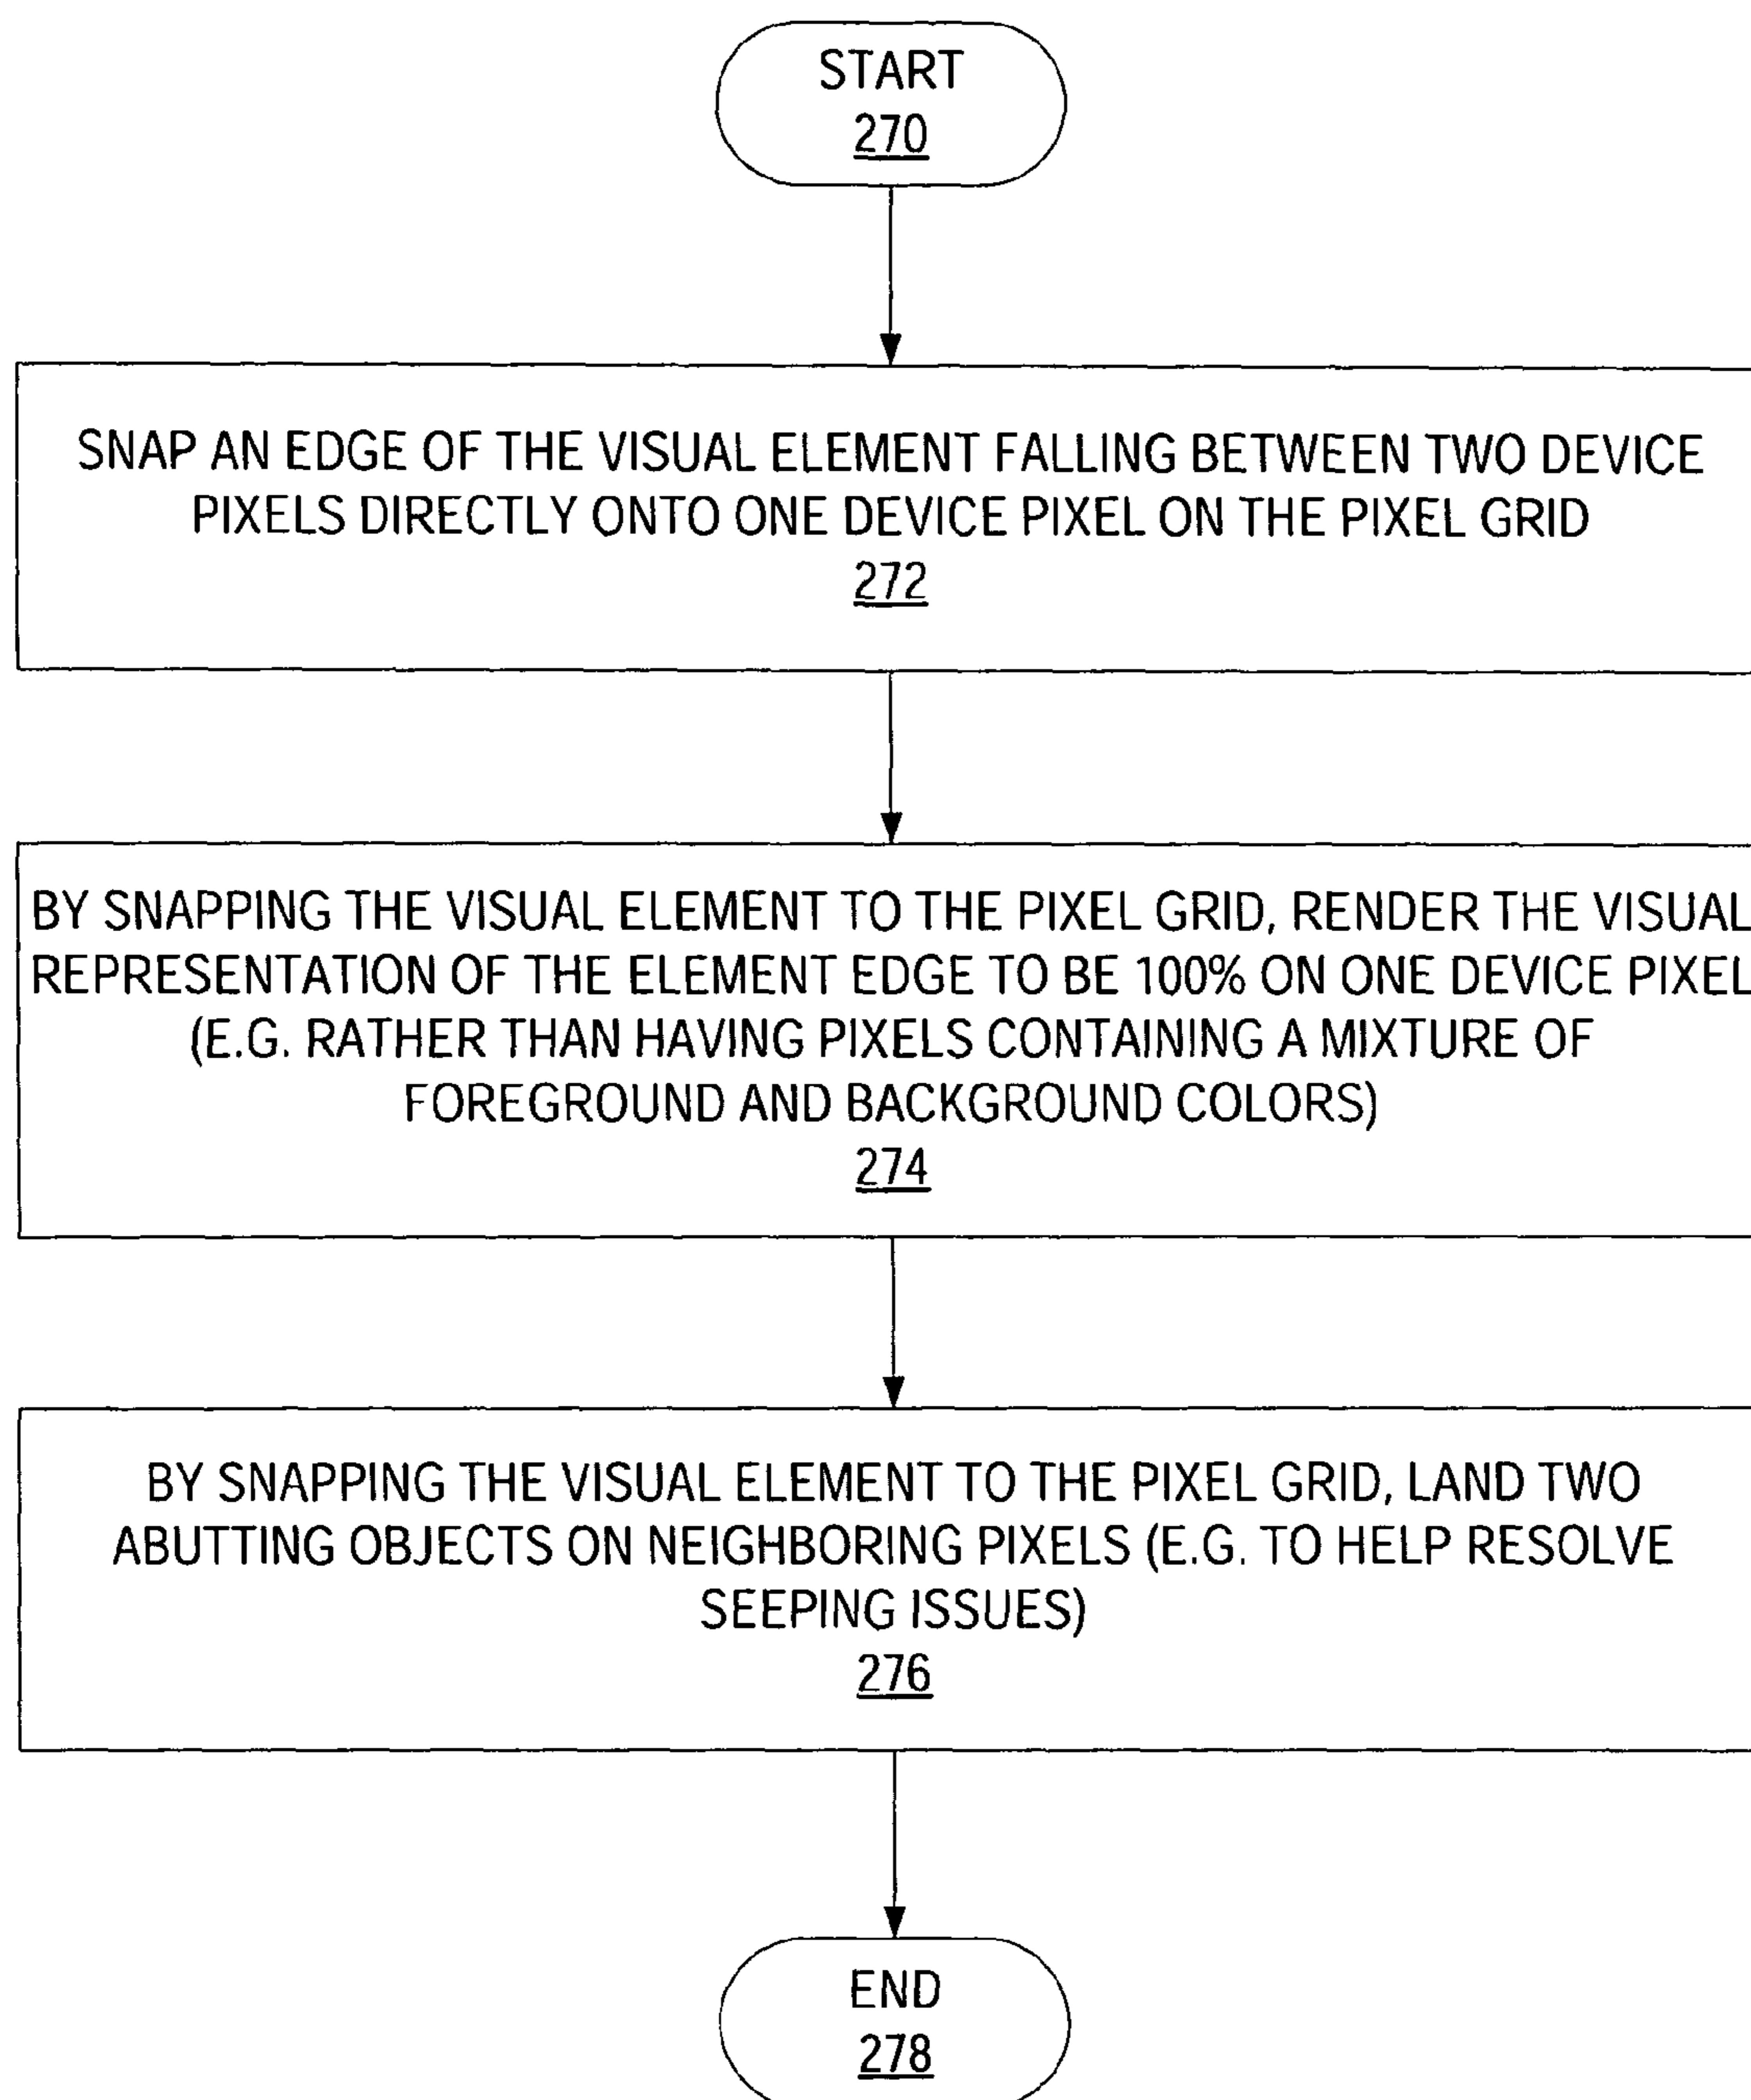 START
270
SNAP AN EDGE OF THE VISUAL ELEMENT FALLING BETWEEN TWO DEVICE
PIXELS DIRECTLY ONTO ONE DEVICE PIXEL ON THE PIXEL GRID
272
BY SNAPPING THE VISUAL ELEMENT TO THE PIXEL GRID, RENDER THE VISUAL
REPRESENTATION OF THE ELEMENT EDGE TO BE 100% ON ONE DEVICE PIXEL
(E.G. RATHER THAN HAVING PIXELS CONTAINING A MIXTURE OF
FOREGROUND AND BACKGROUND COLORS)
274
BY SNAPPING THE VISUAL ELEMENT TO THE PIXEL GRID, LAND TWO
ABUTTING OBJECTS ON NEIGHBORING PIXELS (E.G. TO HELP RESOLVE
SEEPING ISSUES)
276
END
278